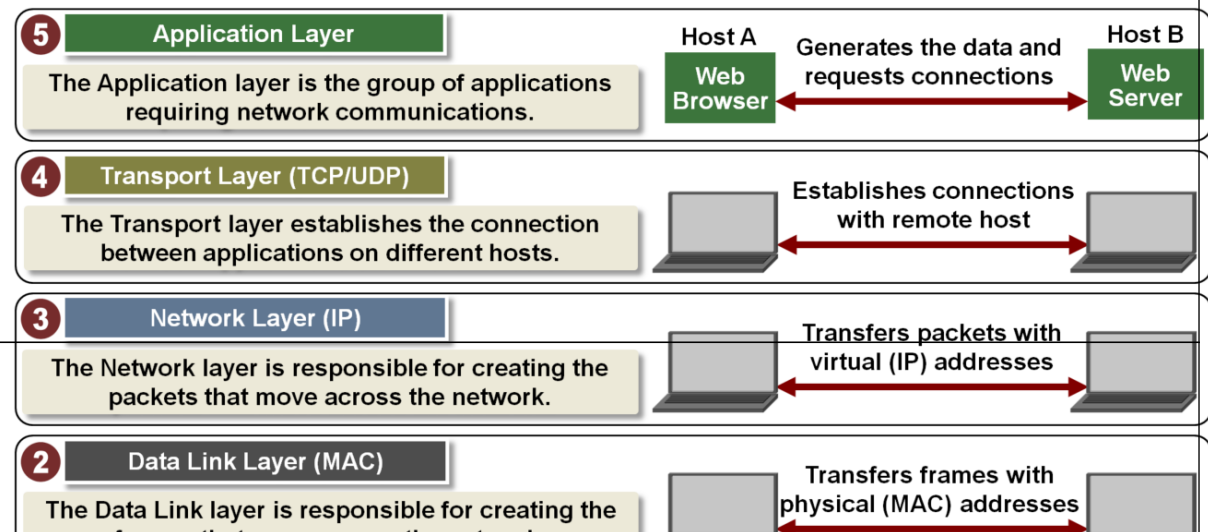 5 Application Layer
The Application layer is the group of applications
requiring network communications.
Host A
Web
Browser
Generates the data and
requests connections
Host B
Web
Server
4 Transport Layer (TCP/UDP)
The Transport layer establishes the connection
between applications on different hosts.
Establishes connections
with remote host
3 Network Layer (IP)
The Network layer is responsible for creating the
packets that move across the network.
Transfers packets with
virtual (IP) addresses
2 Data Link Layer (MAC)
The Data Link layer is responsible for creating the
Transfers frames with
physical (MAC) addresses